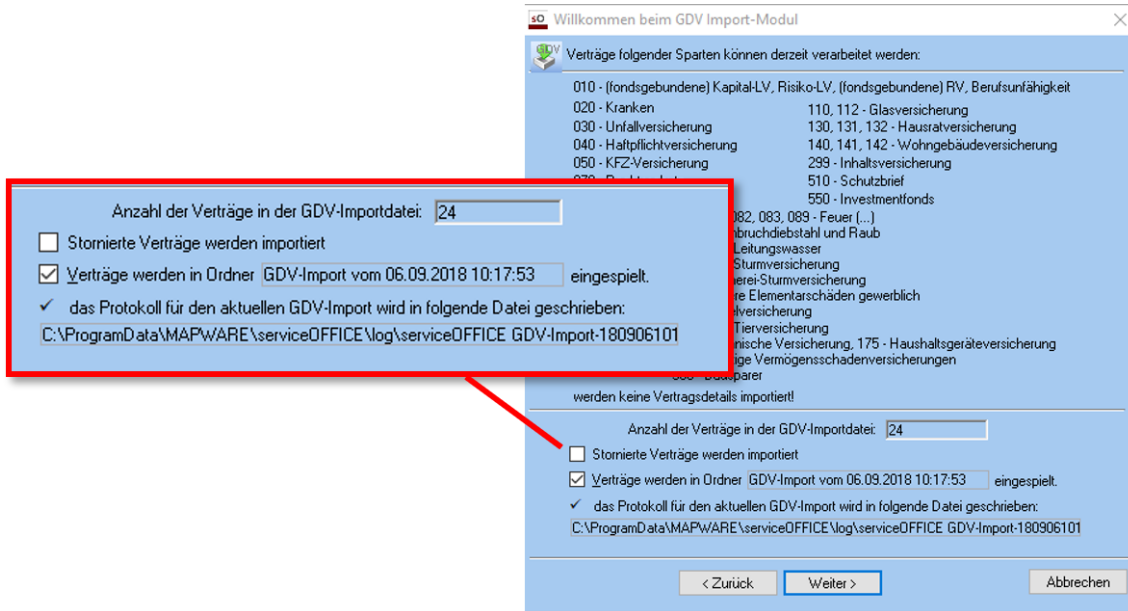 sO Willkommen beim GDV Import-Modul
GDV Verträge folgender Sparten können derzeit verarbeitet werden:
010 - (fondsgebundene) Kapital-LV, Risiko-LV, (fondsgebundene) RV, Berufsunfähigkeit
020 - Kranken
110, 112 - Glasversicherung
030 - Unfallversicherung
130, 131, 132 - Hausratversicherung
040 - Haftpflichtversicherung
140, 141, 142 - Wohngebäudeversicherung
050 - KFZ-Versicherung
299 - Inhaltsversicherung
510 - Schutzbrief
550 - Investmentfonds
082, 083, 089 - Feuer (...)
nbruchdiebstahl und Raub
Leitungswasser
Sturmversicherung
erei-Sturmversicherung
re Elementarschäden gewerblich
elversicherung
Tierversicherung
nische Versicherung, 175 - Haushaltsgeräteversicherung
ige Vermögensschadenversicherungen
werden keine Vertragsdetails importiert!
Anzahl der Verträge in der GDV-Importdatei: 24
Stornierte Verträge werden importiert
Verträge werden in Ordner GDV-Import vom 06.09.2018 10:17:53 eingespielt.
das Protokoll für den aktuellen GDV-Import wird in folgende Datei geschrieben:
C:\ProgramData\MAPWARE\serviceOFFICE\log\serviceOFFICE GDV-Import-180906101
Anzahl der Verträge in der GDV-Importdatei: 24
Stornierte Verträge werden importiert
Verträge werden in Ordner GDV-Import vom 06.09.2018 10:17:53 eingespielt.
das Protokoll für den aktuellen GDV-Import wird in folgende Datei geschrieben:
C:\ProgramData\MAPWARE\serviceOFFICE\log\serviceOFFICE GDV-Import-180906101
< Zurück
Weiter >
Abbrechen